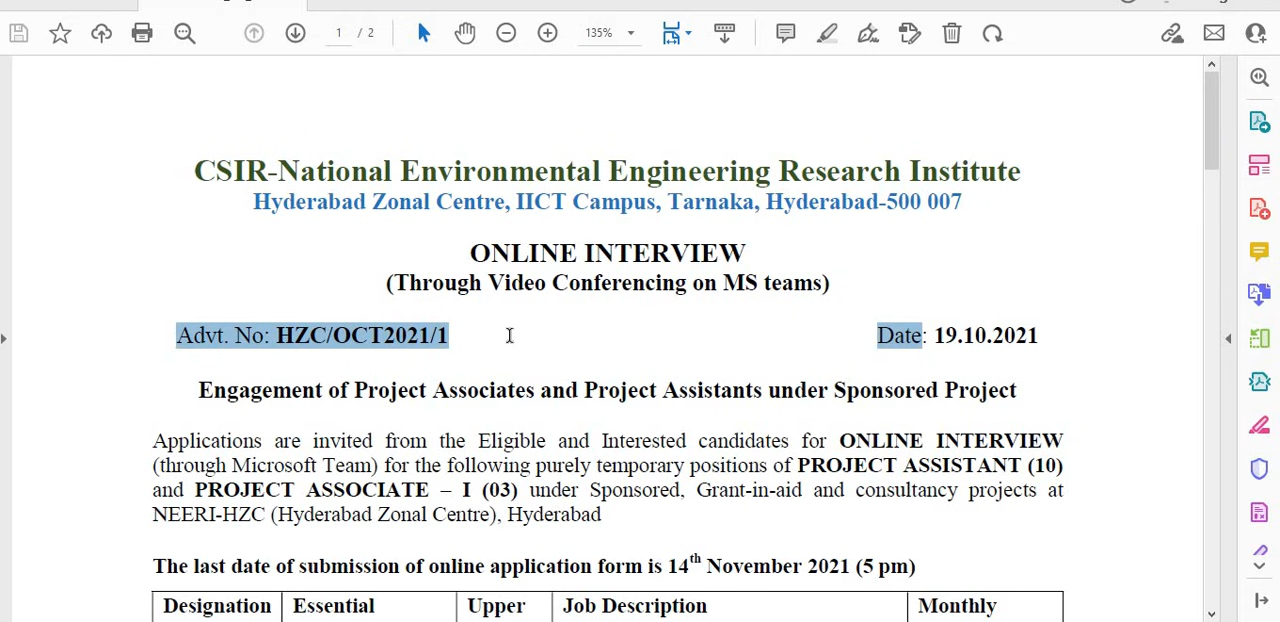 1 / 2
135%
CSIR-National Environmental Engineering Research Institute
Hyderabad Zonal Centre, IICT Campus, Tarnaka, Hyderabad-500 007
ONLINE INTERVIEW
(Through Video Conferencing on MS teams)
Advt. No: HZC/OCT2021/1 Date: 19.10.2021
Engagement of Project Associates and Project Assistants under Sponsored Project
Applications are invited from the Eligible and Interested candidates for ONLINE INTERVIEW
(through Microsoft Team) for the following purely temporary positions of PROJECT ASSISTANT (10)
and PROJECT ASSOCIATE – I (03) under Sponsored, Grant-in-aid and consultancy projects at
NEERI-HZC (Hyderabad Zonal Centre), Hyderabad
The last date of submission of online application form is 14th November 2021 (5 pm)
Designation Essential Upper Job Description Monthly